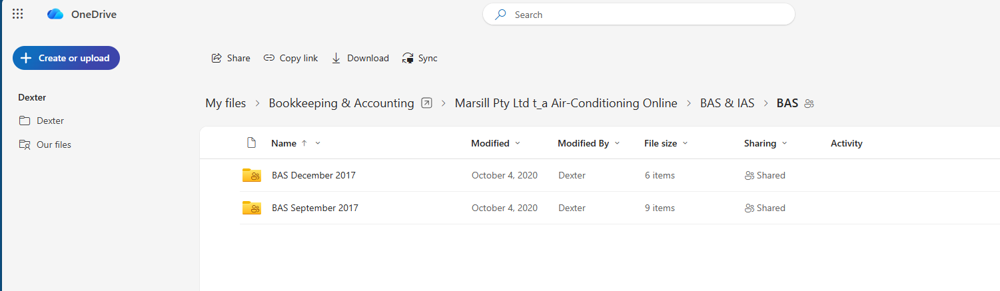 OneDrive
Search
Create or upload
Share Copy link Download Sync
Dexter
Dexter
Our files
My files > Bookkeeping & Accounting > Marsill Pty Ltd t_a Air-Conditioning Online > BAS & IAS > BAS
Name Modified Modified By File size Sharing Activity
BAS December 2017 October 4, 2020 Dexter 6 items Shared
BAS September 2017 October 4, 2020 Dexter 9 items Shared